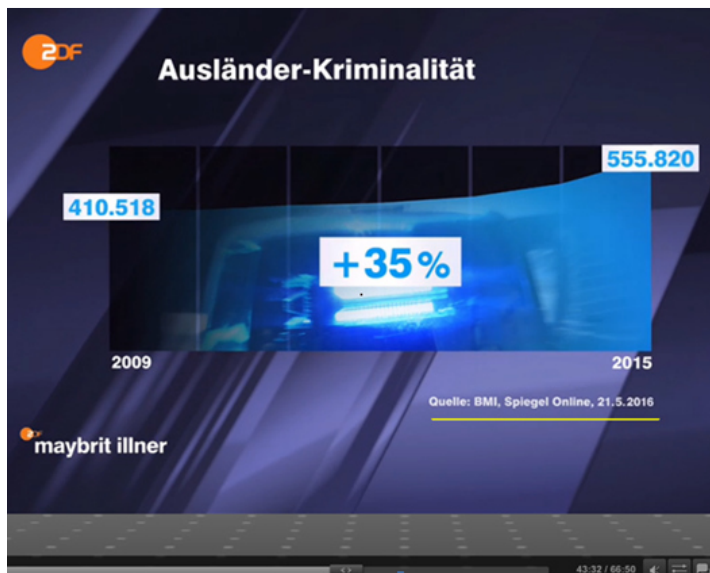 ZDF
Ausländer-Kriminalität
555.820
410.518
+35%
2009
2015
Quelle: BMI, Spiegel Online, 21.5.2016
ZDF
maybrit illner
43:32 / 66:50